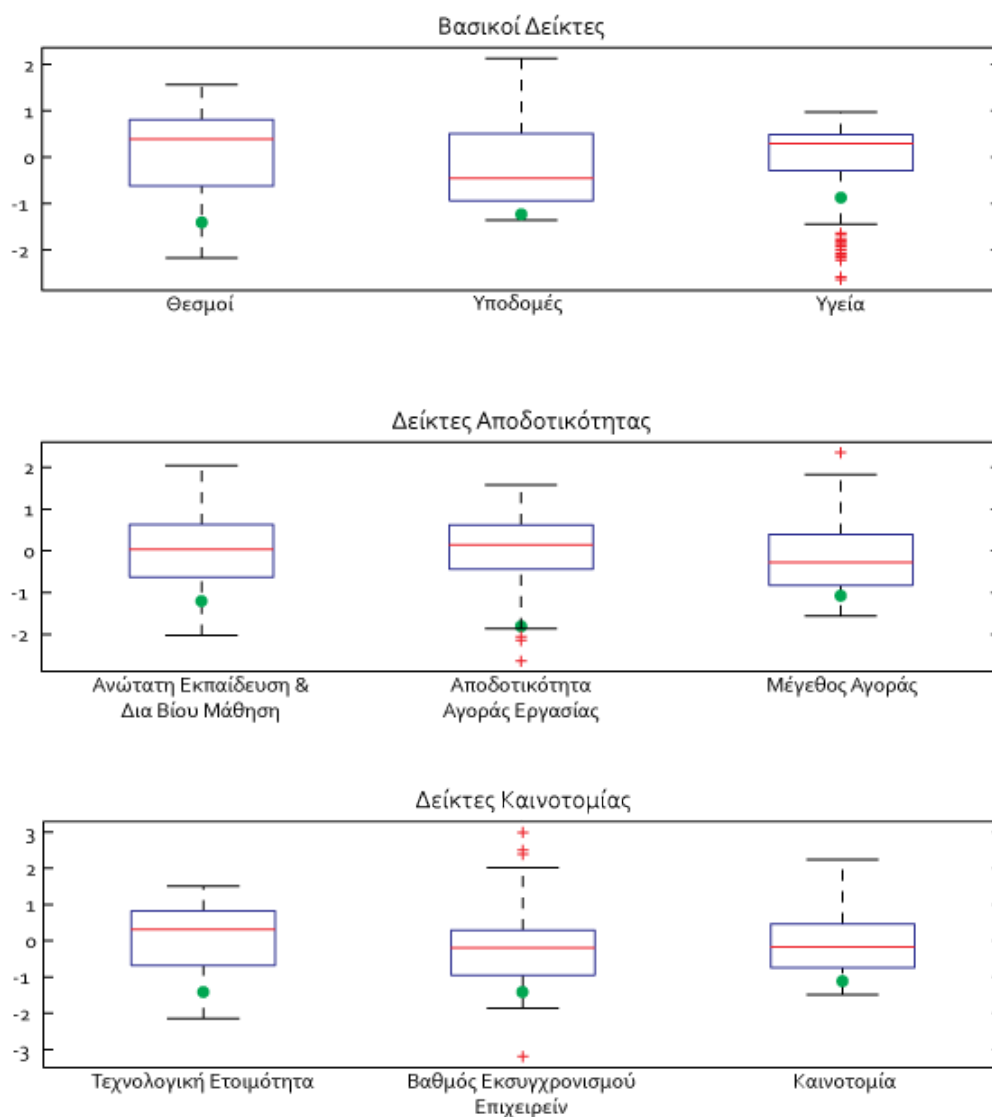 Βασικοί Δείκτες
2
1
0
-1
-2
Θεσμοί Υποδομές Υγεία
Δείκτες Αποδοτικότητας
2
1
0
-1
-2
Ανώτατη Εκπαίδευση & Αποδοτικότητα Μέγεθος Αγοράς
Δια Βίου Μάθηση Αγοράς Εργασίας
Δείκτες Καινοτομίας
3
2
1
0
-1
-2
-3
Τεχνολογική Ετοιμότητα Βαθμός Εκσυγχρονισμού Καινοτομία
Επιχειρείν